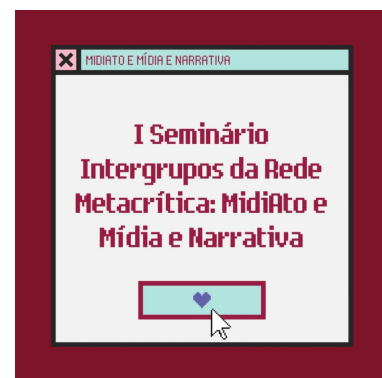 MIDIATO E MÍDIA E NARRATIVA
I Seminário
Intergrupos da Rede
Metacrítica: MidiAto e
Mídia e Narrativa